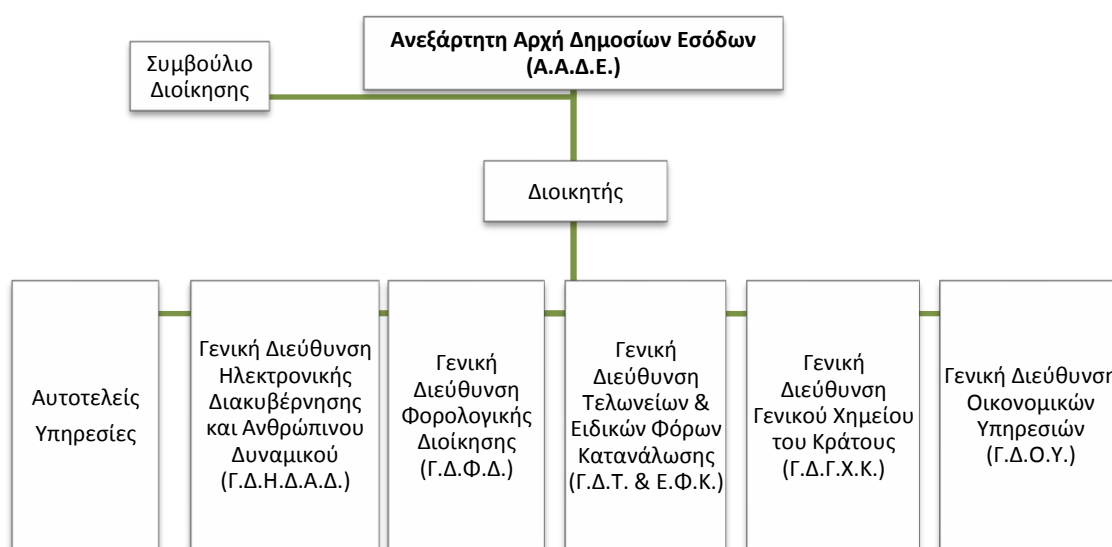 Ανεξάρτητη Αρχή Δημοσίων Εσόδων
(Α.Α.Δ.Ε.)
Συμβούλιο
Διοίκησης
Διοικητής
Αυτοτελείς
Υπηρεσίες
Γενική Διεύθυνση
Ηλεκτρονικής
Διακυβέρνησης
και Ανθρώπινου
Δυναμικού
(Γ.Δ.Η.Δ.Α.Δ.)
Γενική
Διεύθυνση
Φορολογικής
Διοίκησης
(Γ.Δ.Φ.Δ.)
Γενική
Διεύθυνση
Τελωνείων &
Ειδικών Φόρων
Κατανάλωσης
(Γ.Δ.Τ. & Ε.Φ.Κ.)
Γενική
Διεύθυνση
Γενικού Χημείου
του Κράτους
(Γ.Δ.Γ.Χ.Κ.)
Γενική Διεύθυνση
Οικονομικών
Υπηρεσιών
(Γ.Δ.Ο.Υ.)